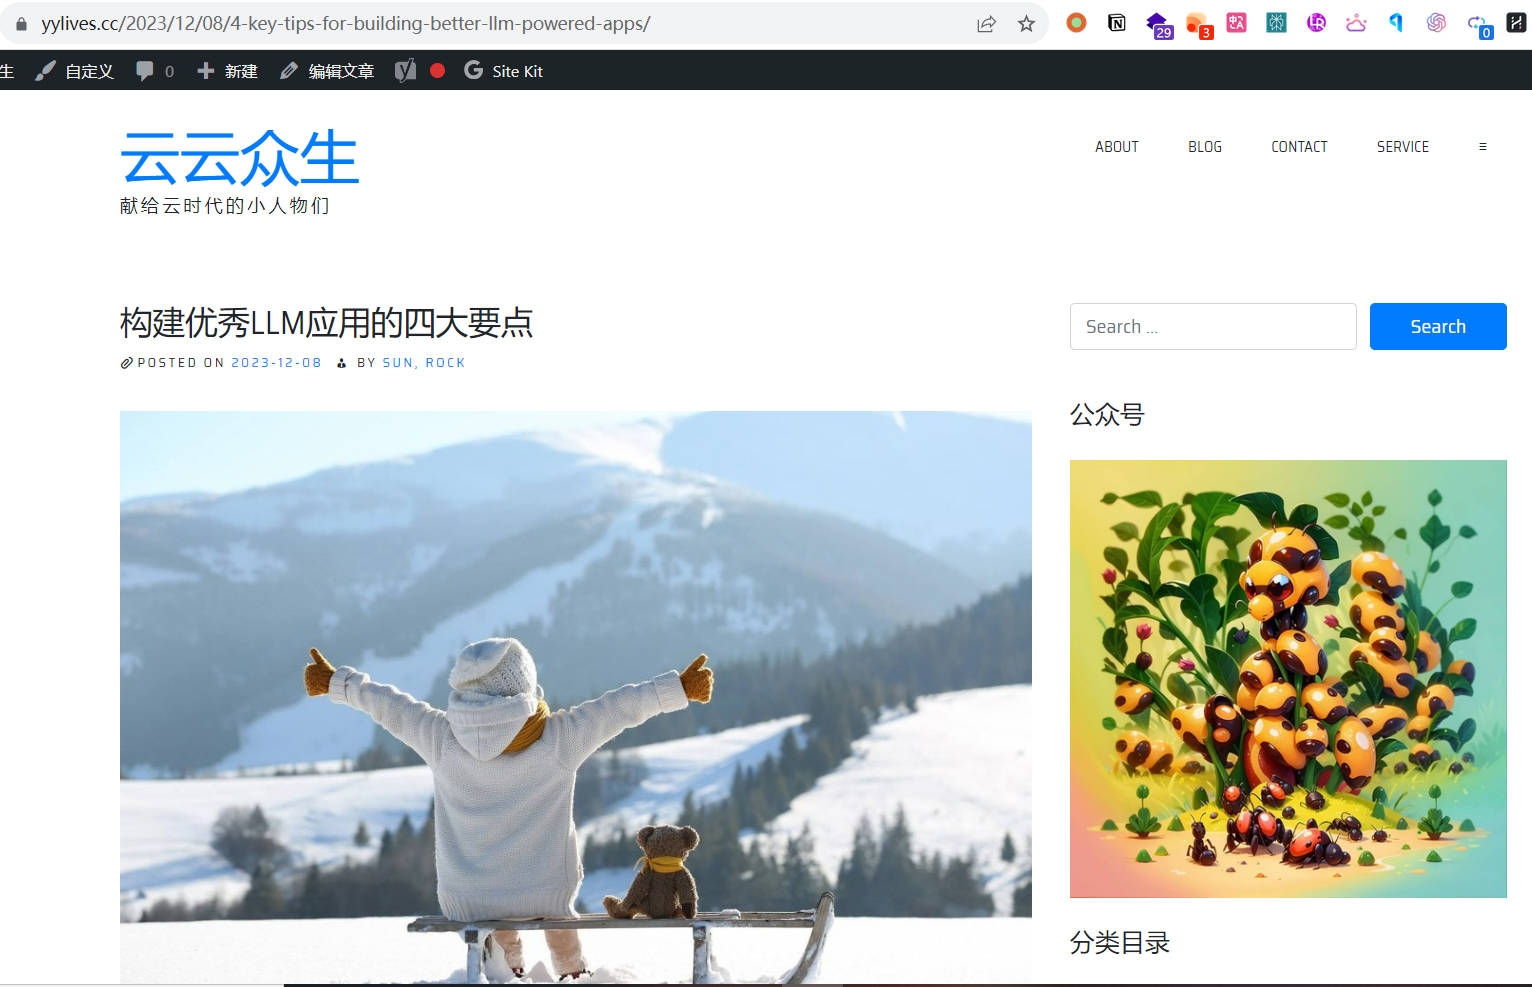 yylives.cc/2023/12/08/4-key-tips-for-building-better-llm-powered-apps/
29
3
0
生 自定义 0 新建 编辑文章 Site Kit
云云众生
献给云时代的小人物们
ABOUT BLOG CONTACT SERVICE
构建优秀LLM应用的四大要点
POSTED ON 2023-12-08 BY SUN, ROCK
Search ...
Search
公众号
分类目录